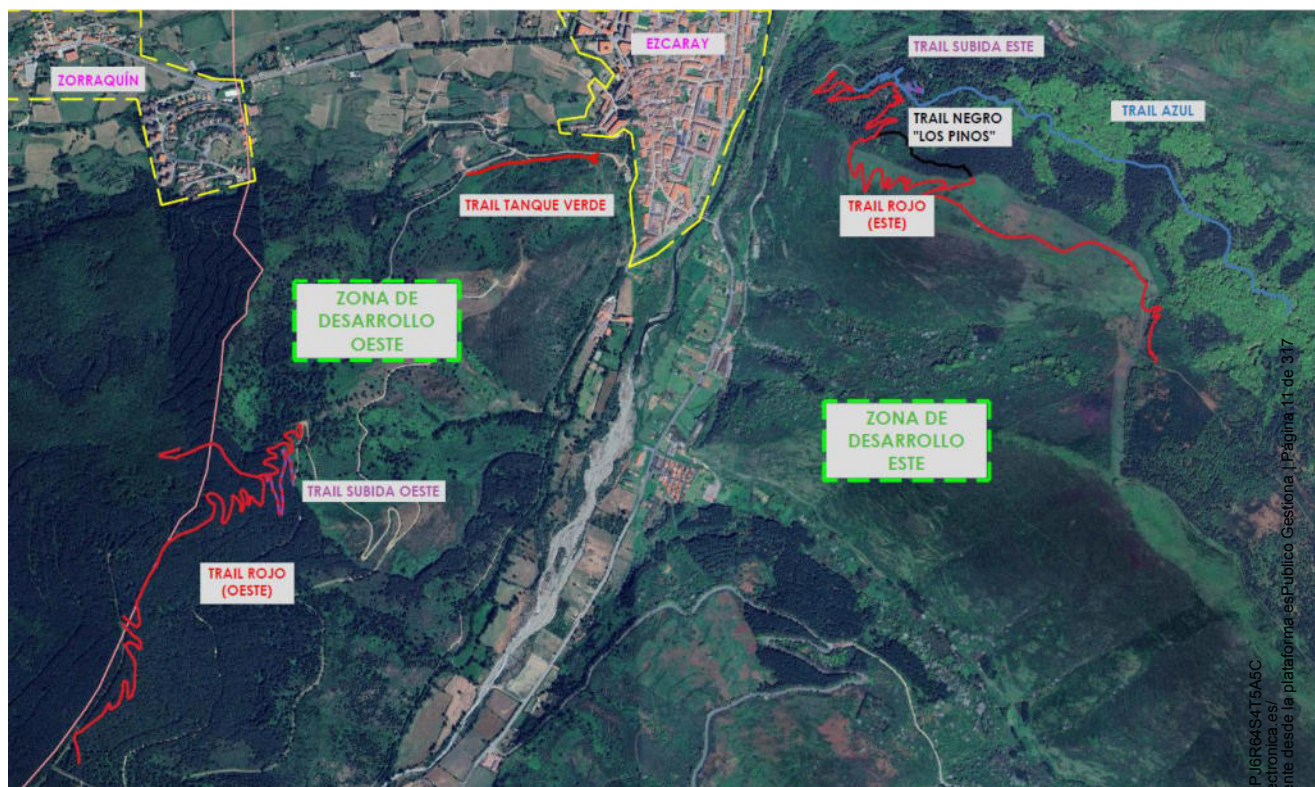 EZCARAY
TRAIL SUBIDA ESTE
ZORRAQUÍN
TRAIL AZUL
TRAIL NEGRO
"LOS PINOS"
TRAIL TANQUE VERDE
TRAIL ROJO
(ESTE)
ZONA DE
DESARROLLO
OESTE
ZONA DE
DESARROLLO
ESTE
TRAIL SUBIDA OESTE
TRAIL ROJO
(OESTE)
PJ6R64S4T5A5C
ectronica.es/
ente desde la plataforma esPublico Gestiona | Página 11 de 317